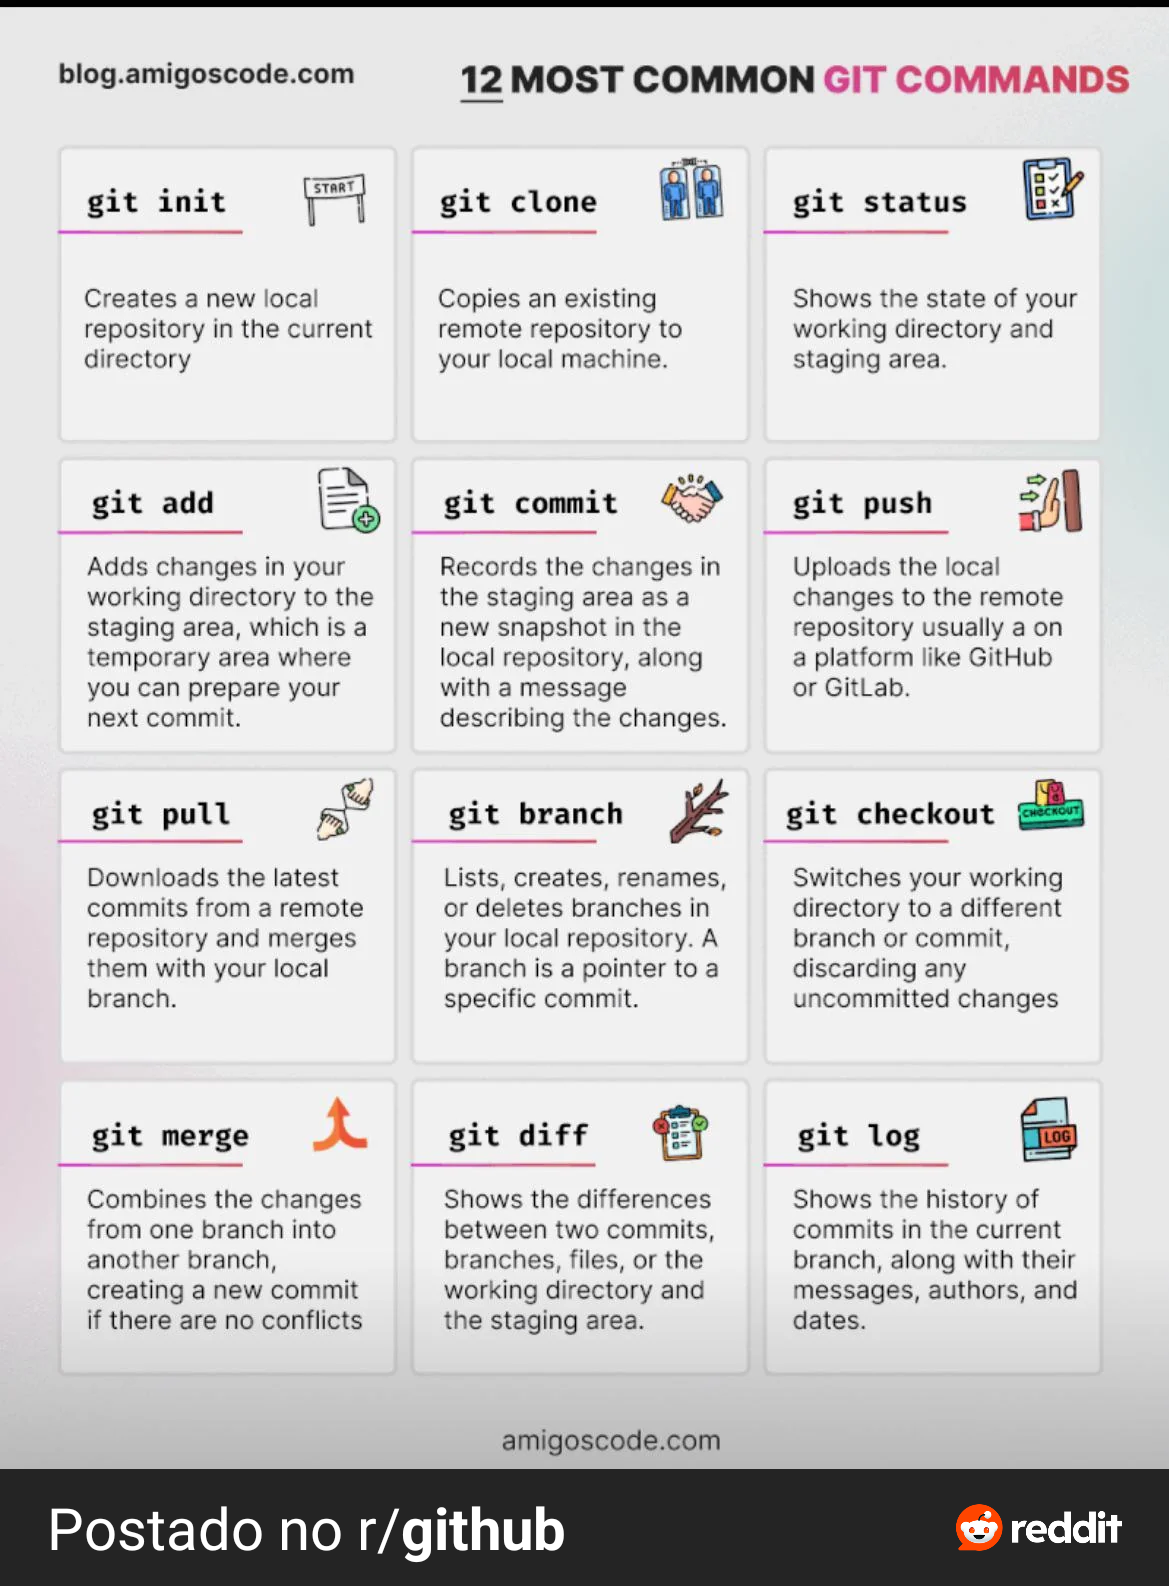 blog.amigoscode.com
12 MOST COMMON GIT COMMANDS
git init
START
Creates a new local
repository in the current
directory
git clone
Copies an existing
remote repository to
your local machine.
git status
Shows the state of your
working directory and
staging area.
git add
Adds changes in your
working directory to the
staging area, which is a
temporary area where
you can prepare your
next commit.
git commit
Records the changes in
the staging area as a
new snapshot in the
local repository, along
with a message
describing the changes.
git push
Uploads the local
changes to the remote
repository usually a on
a platform like GitHub
or GitLab.
git pull
Downloads the latest
commits from a remote
repository and merges
them with your local
branch.
git branch
Lists, creates, renames,
or deletes branches in
your local repository. A
branch is a pointer to a
specific commit.
git checkout
CHECKOUT
Switches your working
directory to a different
branch or commit,
discarding any
uncommitted changes
git merge
Combines the changes
from one branch into
another branch,
creating a new commit
if there are no conflicts
git diff
Shows the differences
between two commits,
branches, files, or the
working directory and
the staging area.
git log
LOG
Shows the history of
commits in the current
branch, along with their
messages, authors, and
dates.
amigoscode.com
Postado no r/github
reddit